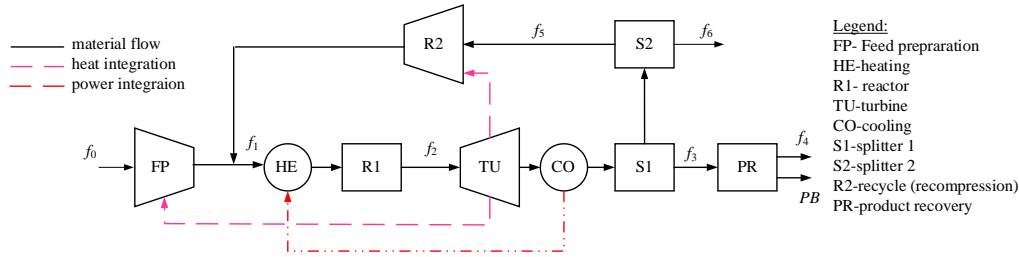 material flow
heat integration
power integraion
R2
f5
S2
f6
f0
FP
f1
HE
R1
f2
TU
CO
S1
f3
PR
f4
PB
Legend:
FP- Feed prepraration
HE-heating
R1- reactor
TU-turbine
CO-cooling
S1-splitter 1
S2-splitter 2
R2-recycle (recompression)
PR-product recovery